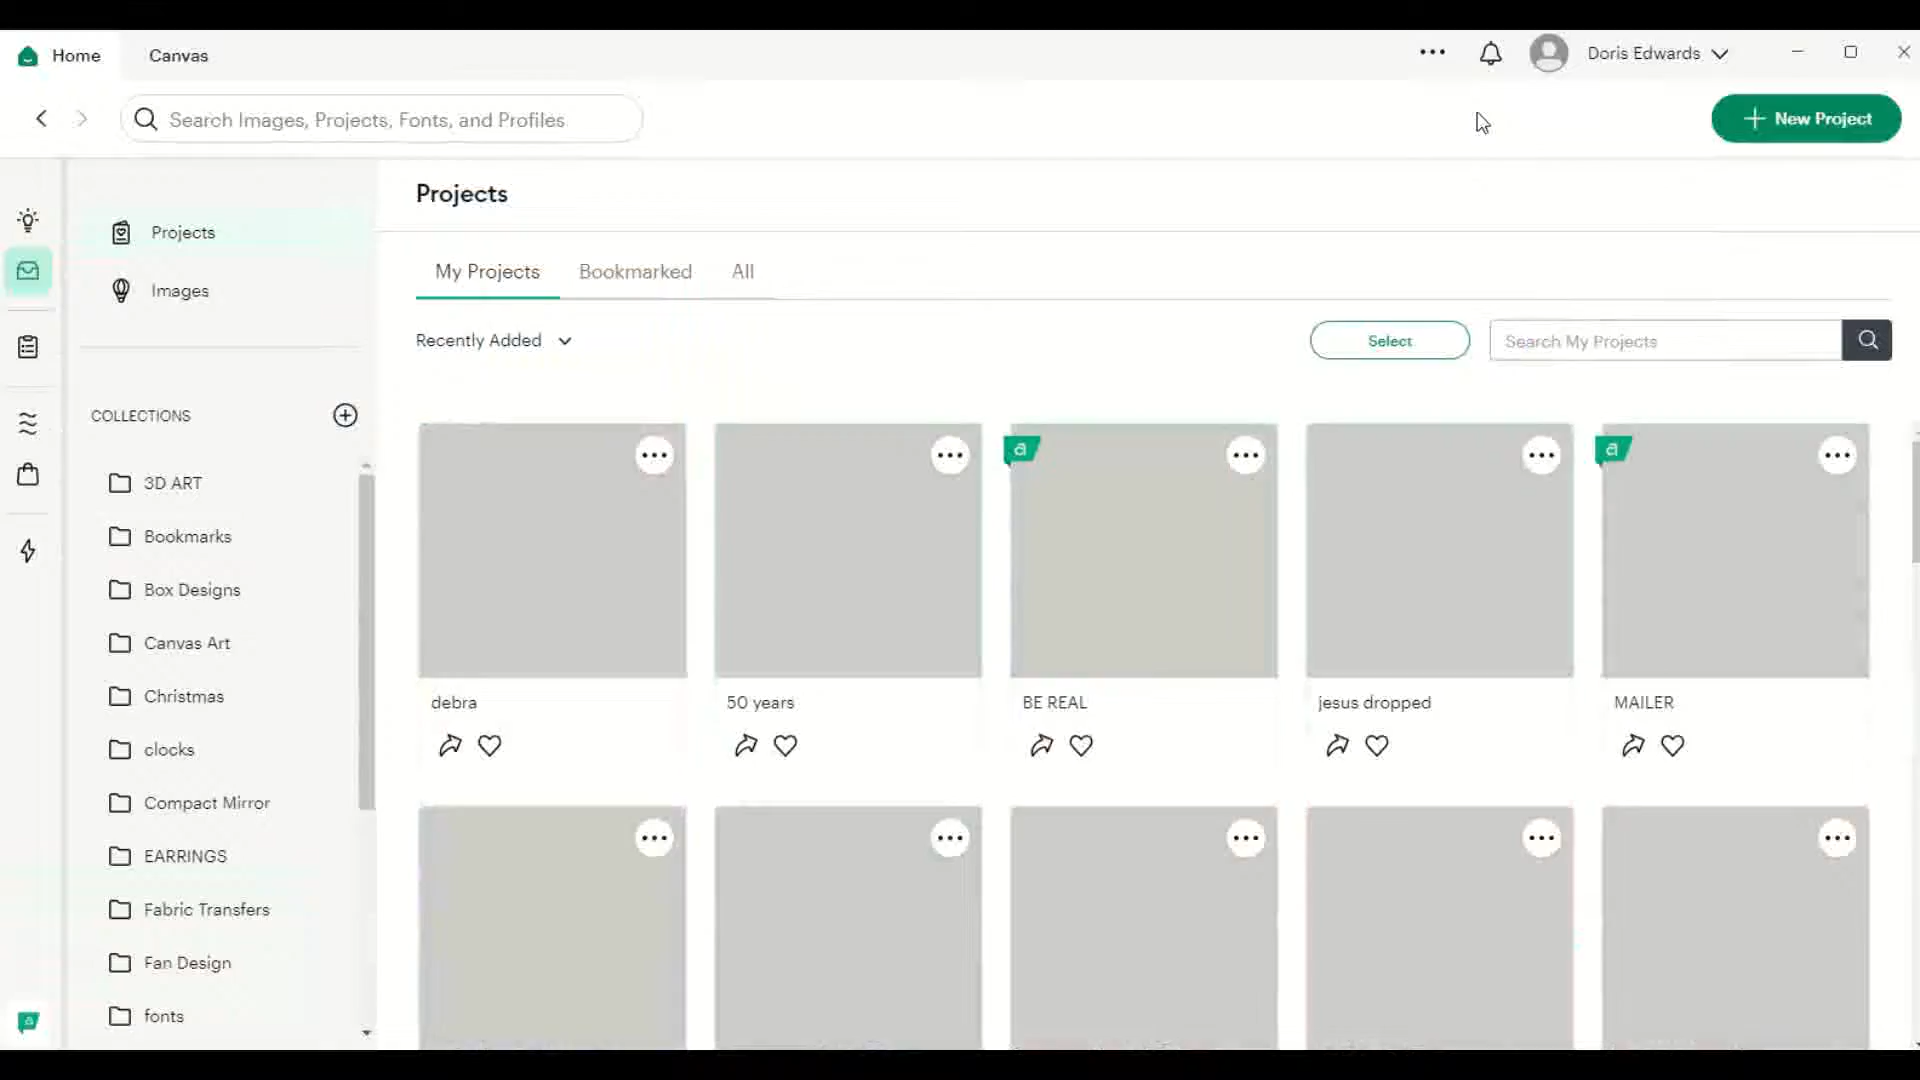 Home
Canvas
Doris Edwards
Search Images, Projects, Fonts, and Profiles
New Project
Projects
Images
COLLECTIONS
3D ART
Bookmarks
Box Designs
Canvas Art
Christmas
clocks
Compact Mirror
EARRINGS
Fabric Transfers
Fan Design
fonts
Projects
My Projects
Bookmarked
All
Recently Added
Select
Search My Projects
a
a
debra
50 years
BE REAL
jesus dropped
MAILER
a